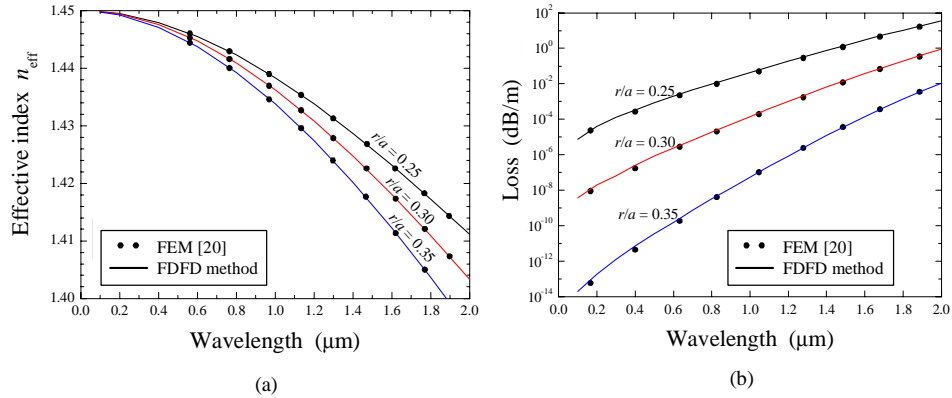 1.45
1.44
1.43
1.42
1.41
1.40
Effective index n_eff
r/a = 0.25
r/a = 0.30
r/a = 0.35
FEM [20]
FDFD method
0.0 0.2 0.4 0.6 0.8 1.0 1.2 1.4 1.6 1.8 2.0
Wavelength (μm)
(a)
10^2
10^0
10^-2
10^-4
10^-6
10^-8
10^-10
10^-12
10^-14
Loss (dB/m)
r/a = 0.25
r/a = 0.30
r/a = 0.35
FEM [20]
FDFD method
0.0 0.2 0.4 0.6 0.8 1.0 1.2 1.4 1.6 1.8 2.0
Wavelength (μm)
(b)